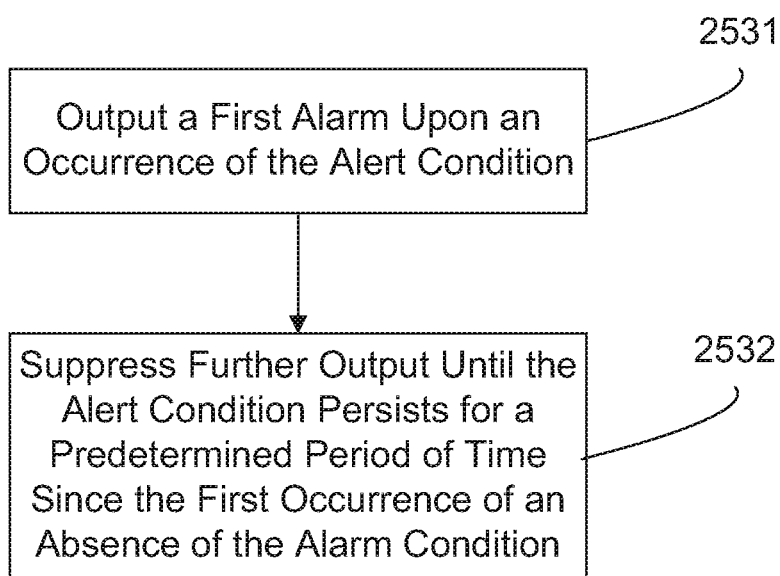 2531
Output a First Alarm Upon an
Occurrence of the Alert Condition
2532
Suppress Further Output Until the
Alert Condition Persists for a
Predetermined Period of Time
Since the First Occurrence of an
Absence of the Alarm Condition